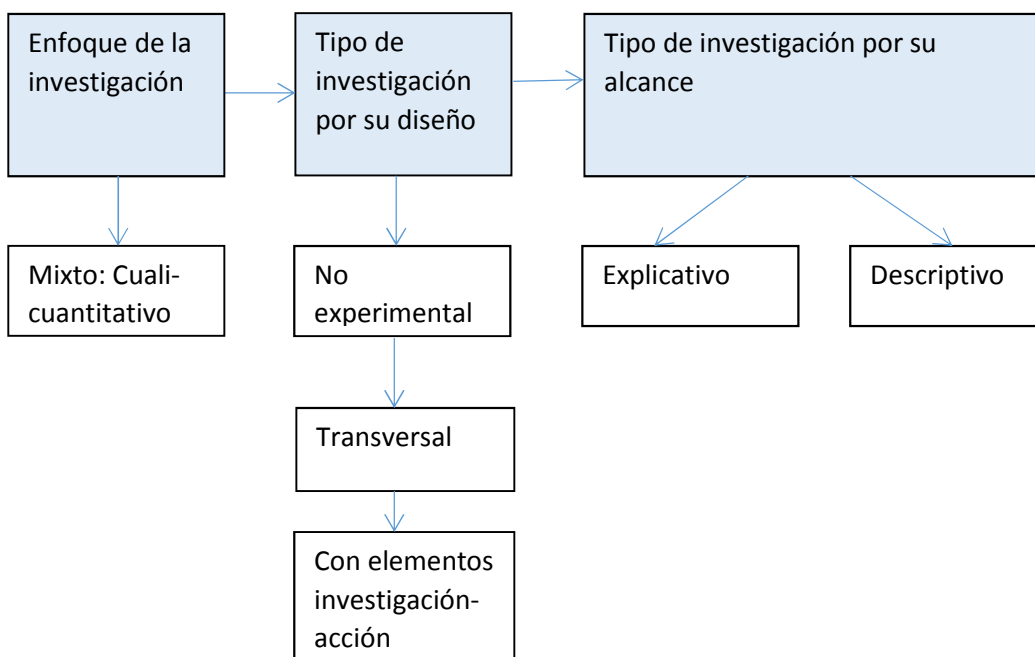 Enfoque de la
investigación
Tipo de
investigación
por su diseño
Tipo de investigación por su
alcance
Mixto: Cuali-
cuantitativo
No
experimental
Explicativo
Descriptivo
Transversal
Con elementos
investigación-
acción